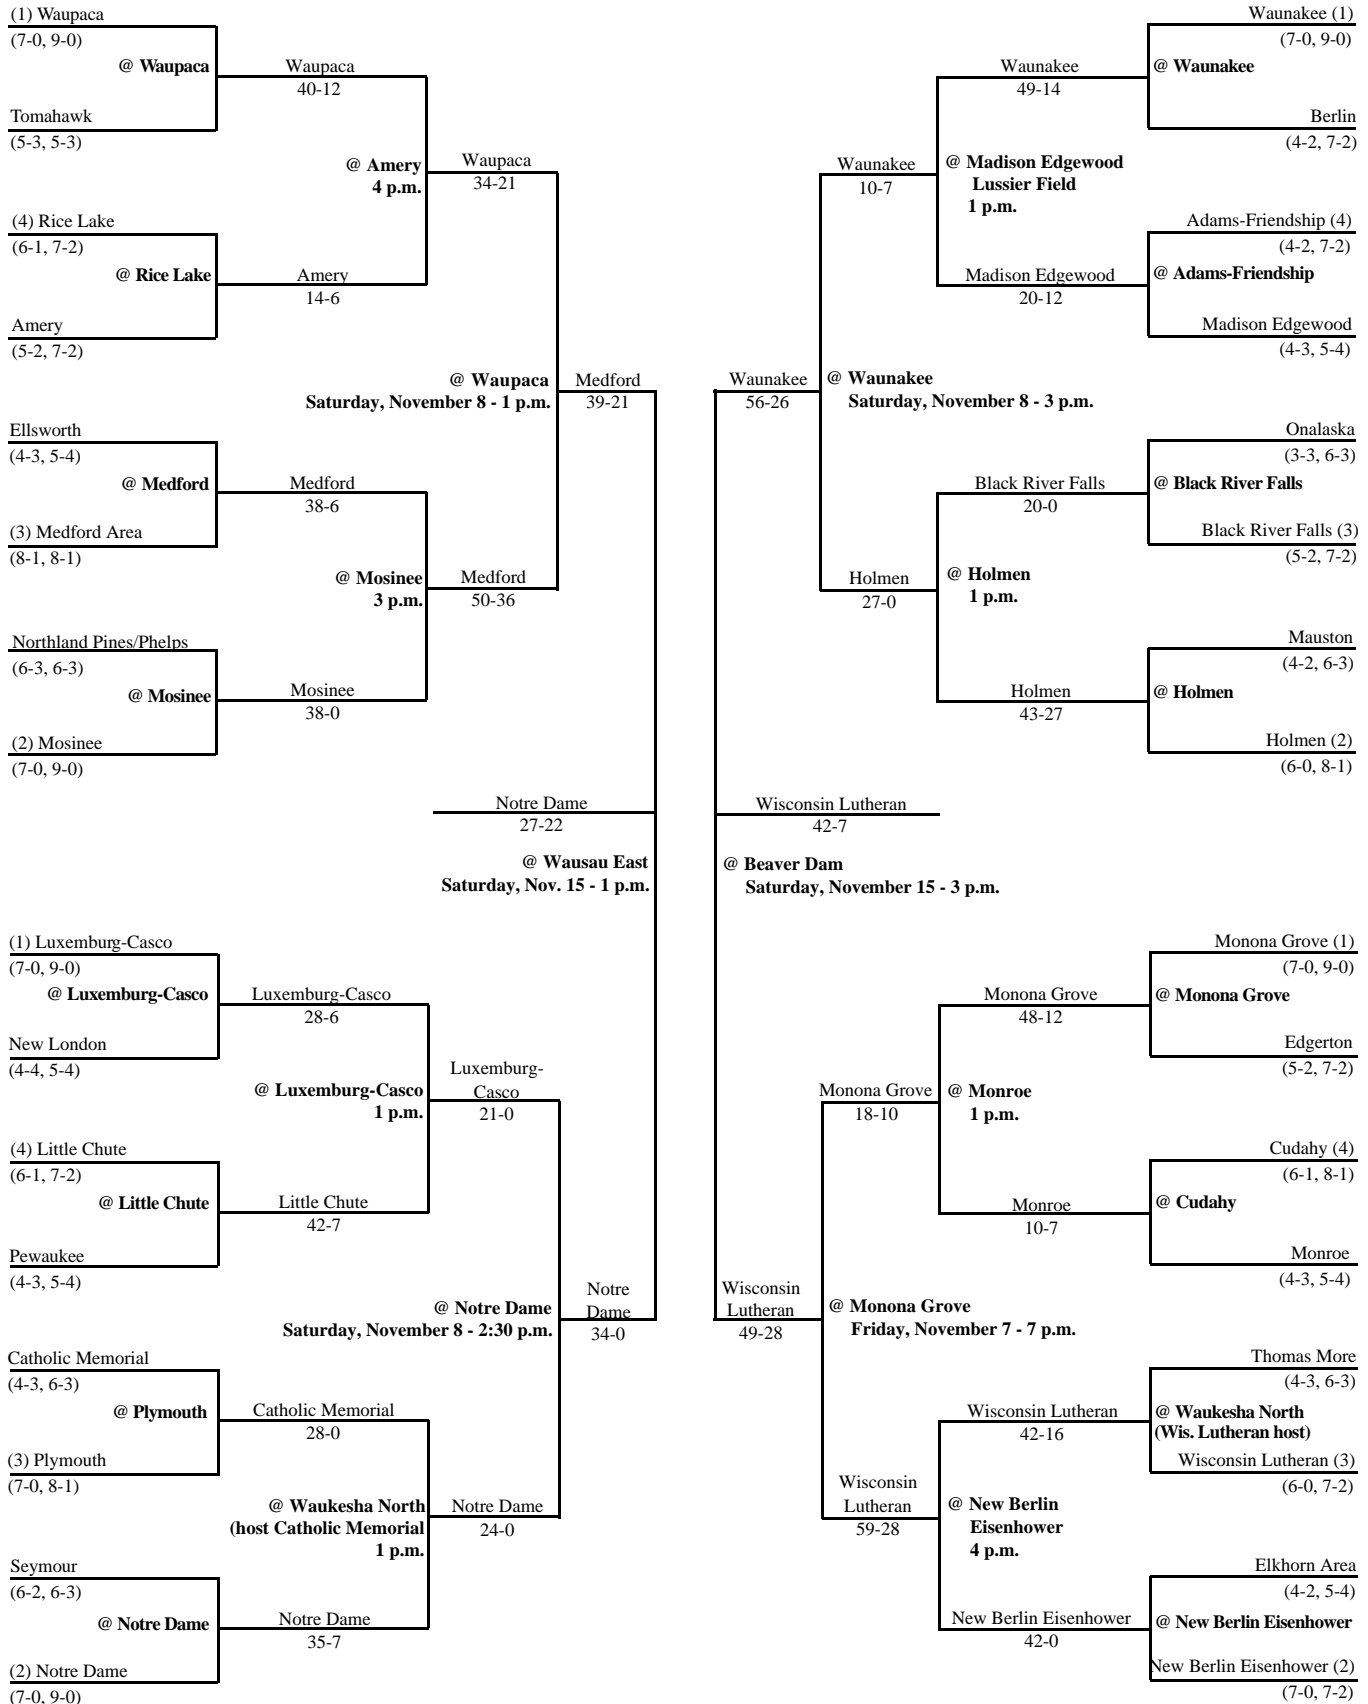 (1) Waupaca
(7-0, 9-0)
@ Waupaca
Tomahawk
(5-3, 5-3)
Waupaca
40-12
@ Amery
4 p.m.
Waupaca
34-21
(4) Rice Lake
(6-1, 7-2)
@ Rice Lake
Amery
14-6
Amery
(5-2, 7-2)
@ Waupaca
Saturday, November 8 - 1 p.m.
Medford
39-21
Ellsworth
(4-3, 5-4)
@ Medford
Medford
38-6
(3) Medford Area
(8-1, 8-1)
@ Mosinee
3 p.m.
Medford
50-36
Northland Pines/Phelps
(6-3, 6-3)
@ Mosinee
Mosinee
38-0
(2) Mosinee
(7-0, 9-0)
Notre Dame
27-22
@ Wausau East
Saturday, Nov. 15 - 1 p.m.
(1) Luxemburg-Casco
(7-0, 9-0)
@ Luxemburg-Casco
Luxemburg-Casco
28-6
New London
(4-4, 5-4)
@ Luxemburg-Casco
1 p.m.
Luxemburg-
Casco
21-0
(4) Little Chute
(6-1, 7-2)
@ Little Chute
Little Chute
42-7
Pewaukee
(4-3, 5-4)
@ Notre Dame
Saturday, November 8 - 2:30 p.m.
Notre
Dame
34-0
Catholic Memorial
(4-3, 6-3)
@ Plymouth
Catholic Memorial
28-0
(3) Plymouth
(7-0, 8-1)
@ Waukesha North
(host Catholic Memorial
1 p.m.
Notre Dame
24-0
Seymour
(6-2, 6-3)
@ Notre Dame
Notre Dame
35-7
(2) Notre Dame
(7-0, 9-0)
Waunakee (1)
(7-0, 9-0)
@ Waunakee
Waunakee
49-14
Berlin
(4-2, 7-2)
Waunakee
10-7
@ Madison Edgewood
Lussier Field
1 p.m.
Adams-Friendship (4)
(4-2, 7-2)
@ Adams-Friendship
Madison Edgewood
20-12
Madison Edgewood
(4-3, 5-4)
Waunakee
56-26
@ Waunakee
Saturday, November 8 - 3 p.m.
Onalaska
(3-3, 6-3)
@ Black River Falls
Black River Falls
20-0
Black River Falls (3)
(5-2, 7-2)
Holmen
27-0
@ Holmen
1 p.m.
Mauston
(4-2, 6-3)
@ Holmen
Holmen
43-27
Holmen (2)
(6-0, 8-1)
Wisconsin Lutheran
42-7
@ Beaver Dam
Saturday, November 15 - 3 p.m.
Monona Grove (1)
(7-0, 9-0)
@ Monona Grove
Monona Grove
48-12
Edgerton
(5-2, 7-2)
Monona Grove
18-10
@ Monroe
1 p.m.
Cudahy (4)
(6-1, 8-1)
@ Cudahy
Monroe
10-7
Monroe
(4-3, 5-4)
Wisconsin
Lutheran
49-28
@ Monona Grove
Friday, November 7 - 7 p.m.
Thomas More
(4-3, 6-3)
@ Waukesha North
(Wis. Lutheran host)
Wisconsin Lutheran
42-16
Wisconsin Lutheran (3)
(6-0, 7-2)
Wisconsin
Lutheran
59-28
@ New Berlin
Eisenhower
4 p.m.
Elkhorn Area
(4-2, 5-4)
@ New Berlin Eisenhower
New Berlin Eisenhower
42-0
New Berlin Eisenhower (2)
(7-0, 7-2)